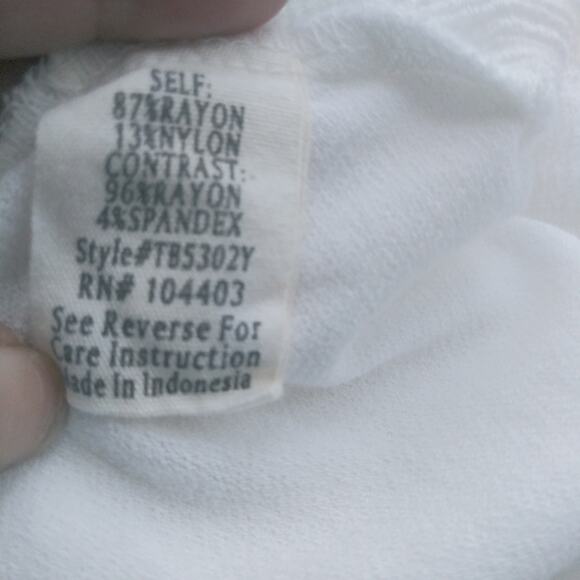 SELF:
87%RAYON
13%NYLON
CONTRAST:
96%RAYON
4%SPANDEX
Style#TB5302Y
RN# 104403
See Reverse For
Care Instruction
Made In Indonesia